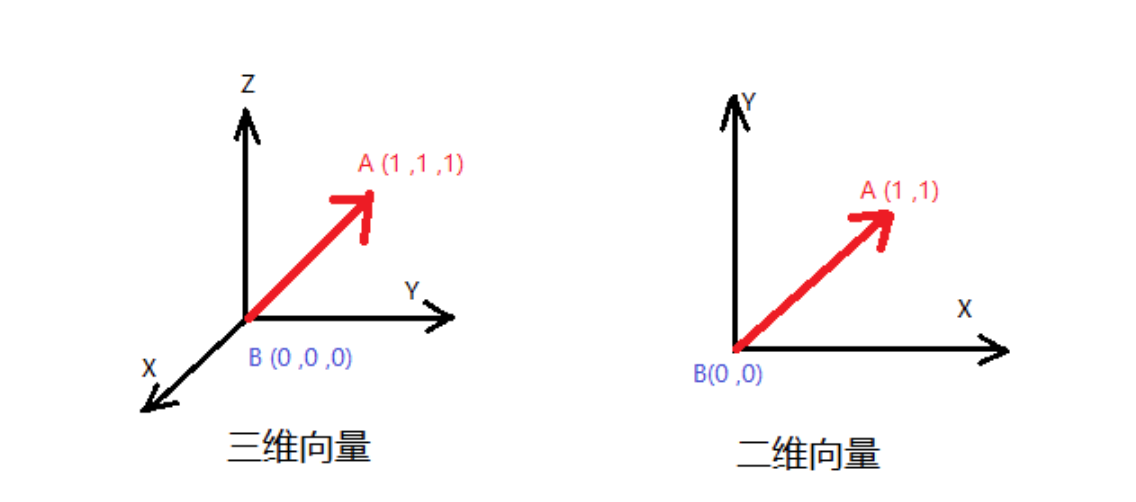 Z
A (1 ,1 ,1)
Y
X
B (0 ,0 ,0)
三维向量
Y
A (1 ,1)
X
B(0 ,0)
二维向量